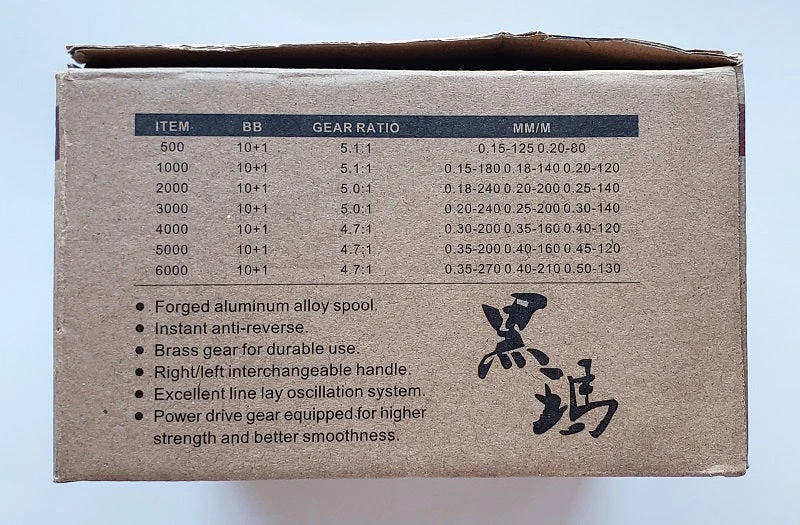 ITEM BB GEAR RATIO MM/M
500 10+1 5.1:1 0.15-125 0.20-80
1000 10+1 5.1:1 0.15-180 0.18-140 0.20-120
2000 10+1 5.0:1 0.18-240 0.20-200 0.25-140
3000 10+1 5.0:1 0.20-240 0.25-200 0.30-140
4000 10+1 4.7:1 0.30-200 0.35-160 0.40-120
5000 10+1 4.7:1 0.35-200 0.40-160 0.45-120
6000 10+1 4.7:1 0.35-270 0.40-210 0.50-130
● Forged aluminum alloy spool.
● Instant anti-reverse.
● Brass gear for durable use.
● Right/left interchangeable handle.
● Excellent line lay oscillation system.
● Power drive gear equipped for higher
strength and better smoothness.
黑
瑪